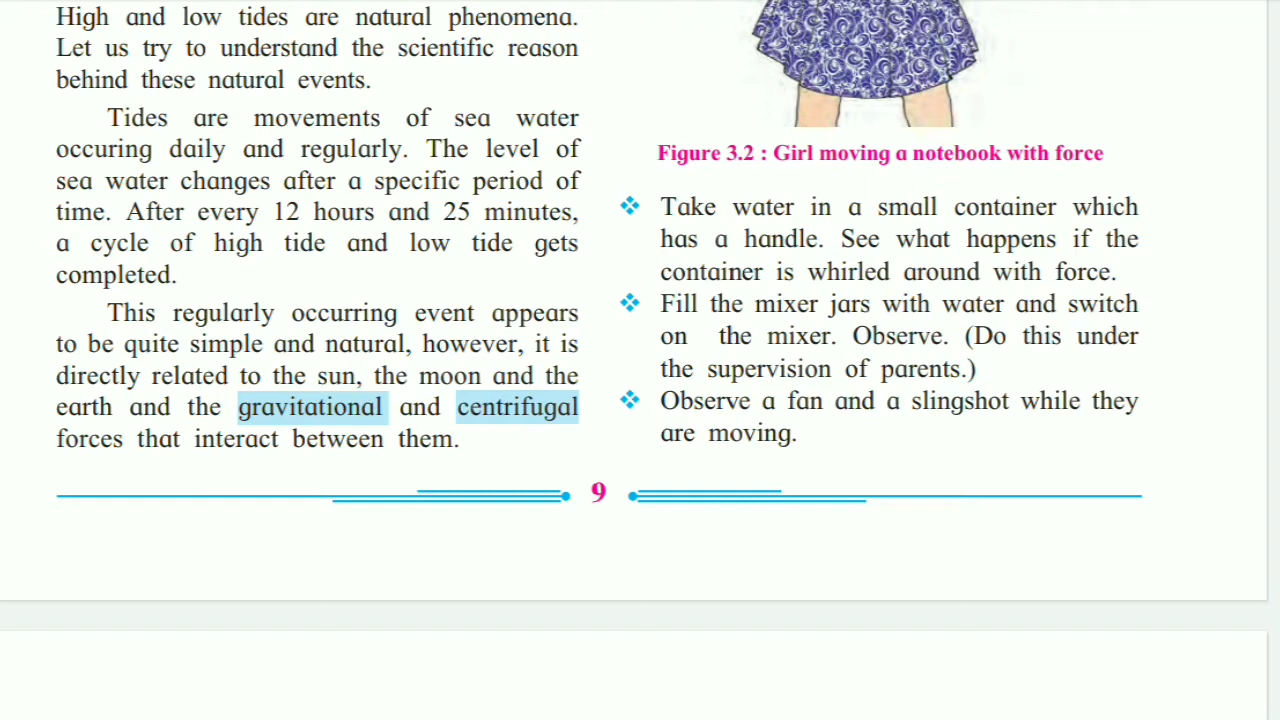 High and low tides are natural phenomena.
Let us try to understand the scientific reason
behind these natural events.
Tides are movements of sea water
occuring daily and regularly. The level of
sea water changes after a specific period of
time. After every 12 hours and 25 minutes,
a cycle of high tide and low tide gets
completed.
This regularly occurring event appears
to be quite simple and natural, however, it is
directly related to the sun, the moon and the
earth and the gravitational and centrifugal
forces that interact between them.
Figure 3.2 : Girl moving a notebook with force
❖ Take water in a small container which
has a handle. See what happens if the
container is whirled around with force.
❖ Fill the mixer jars with water and switch
on the mixer. Observe. (Do this under
the supervision of parents.)
❖ Observe a fan and a slingshot while they
are moving.
9